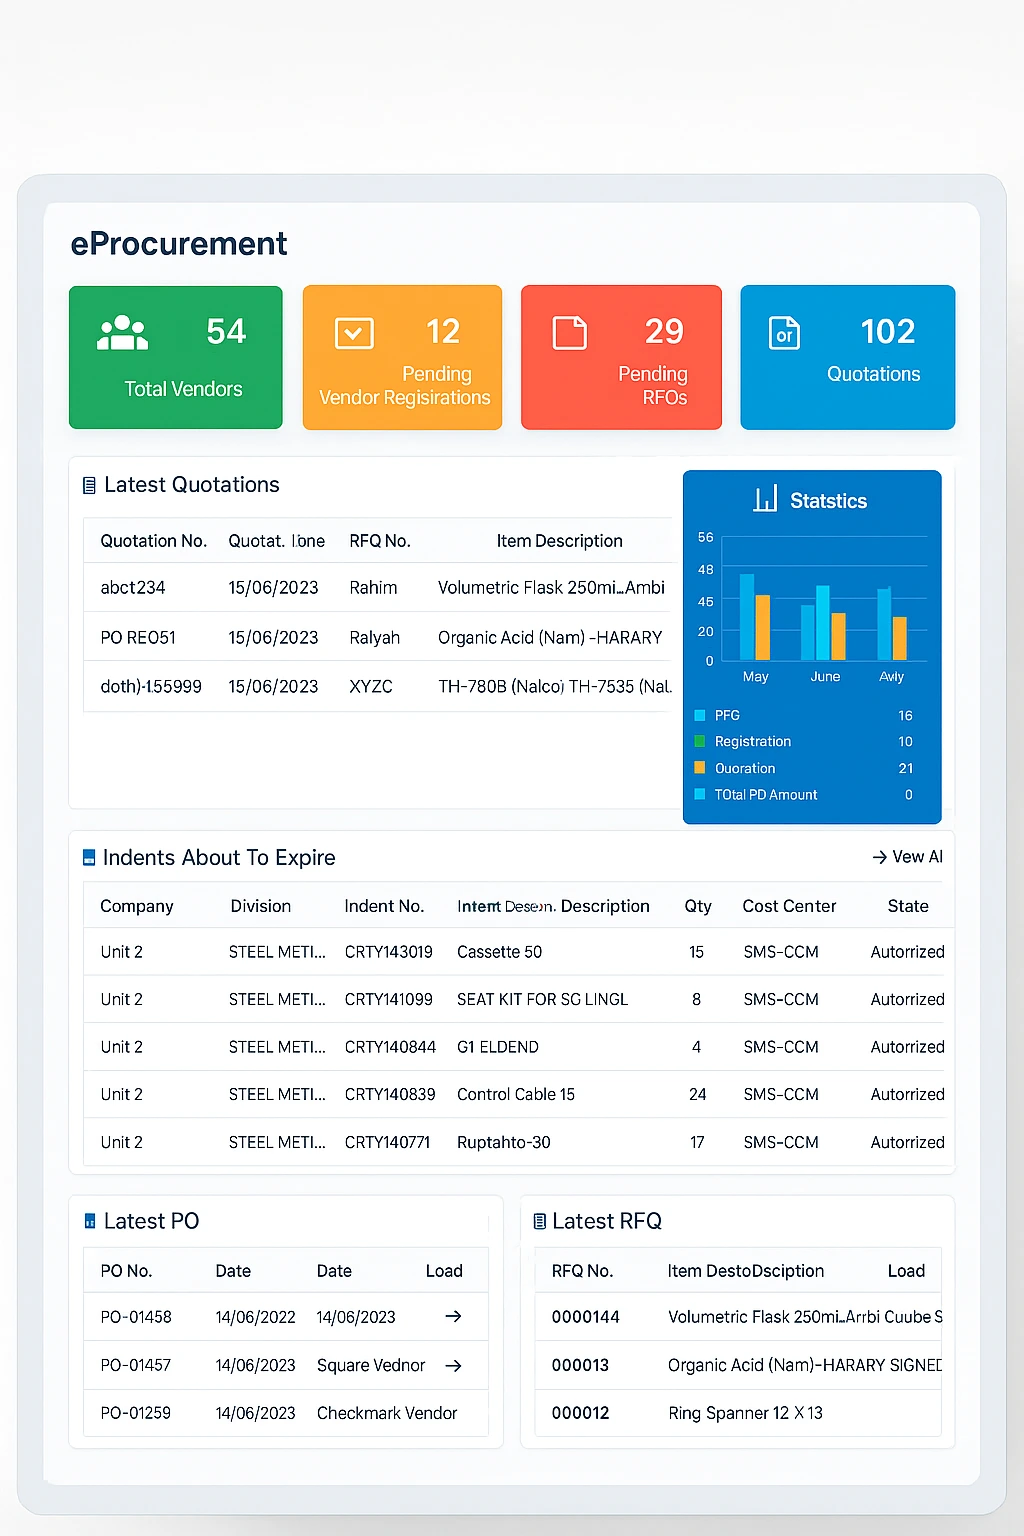 eProcurement
54
Total Vendors
12
Pending
Vendor Regisirations
29
Pending
RFOs
or
102
Quotations
Latest Quotations
Quotation No. Quotat. RFQ No. Item Description
abct234 15/06/2023 Rahim Volumetric Flask 250mi...Ambi
PO REO51 15/06/2023 Ralyah Organic Acid (Nam) -HARARY
doth)-1.55999 15/06/2023 XYZC TH-780B (Nalco) TH-7535 (Nal.
Statstics
56
48
45
20
0
May June
PFG 16
Registration 10
Ouoration 21
TOtal PD Amount 0
Indents About To Expire
→ Vew Al
Company Division Indent No. Description Qty Cost Center State
Unit 2 STEEL METI... CRTY143019 Cassette 50 15 SMS-CCM Autorrized
Unit 2 STEEL METI... CRTY141099 SEAT KIT FOR SG LINGL 8 SMS-CCM Autorrized
Unit 2 STEEL METI... CRTY140844 G1 ELDEND 4 SMS-CCM Autorrized
Unit 2 STEEL METI... CRTY140839 Control Cable 15 24 SMS-CCM Autorrized
Unit 2 STEEL METI... CRTY140771 Ruptahto-30 17 SMS-CCM Autorrized
Latest PO
PO No. Date Date Load
PO-01458 14/06/2022 14/06/2023 →
PO-01457 14/06/2023 Square Vednor →
PO-01259 14/06/2023 Checkmark Vendor
Latest RFQ
RFQ No. Item DestoDsciption Load
0000144 Volumetric Flask 250mi...Arrbi Cuube S
000013 Organic Acid (Nam)-HARARY SIGNED
000012 Ring Spanner 12 X 13